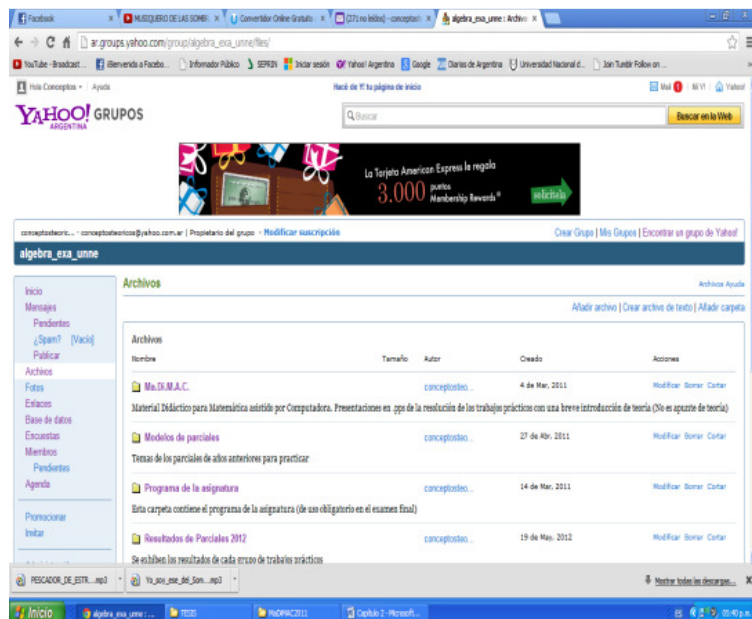 Facebook
MUSIQUERO DE LAS SOMBR
Convertidor Online Gratuito
(271 no leídos) - conceptost
algebra_exa_unne : Archivo
ar.groups.yahoo.com/group/algebra_exa_unne/files/
YouTube - Broadcast...
Bienvenido a Facebo...
Informador Público
SEPRIN
Iniciar sesión
Yahoo! Argentina
Google
Diarios de Argentina
Universidad Nacional d...
Join Tumblr Follow on ...
Hola Conceptos
Ayuda
Hacé de Y! tu página de inicio
Mail
Mi Y!
Yahoo!
YAHOO! GRUPOS
ARGENTINA
Buscar
Buscar en la Web
La Tarjeta American Express le regala
3.000 puntos Membership Rewards®
solicítela
conceptosteoric... - conceptosteoricos@yahoo.com.ar | Propietario del grupo - Modificar suscripción
Crear Grupo | Mis Grupos | Encontrar un grupo de Yahoo!
algebra_exa_unne
Inicio
Mensajes
Pendientes
¿Spam? [Vacío]
Publicar
Archivos
Fotos
Enlaces
Base de datos
Encuestas
Miembros
Pendientes
Agenda
Promocionar
Invitar
Archivos
Archivos Ayuda
Añadir archivo | Crear archivo de texto | Añadir carpeta
Archivos
Nombre Tamaño Autor Creado Acciones
Ma.Di.M.A.C. conceptosteo... 4 de Mar, 2011 Modificar Borrar Cortar
Material Didáctico para Matemática asistido por Computadora. Presentaciones en .pps de la resolución de los trabajos prácticos con una breve introducción de teoría (No es apunte de teoría)
Modelos de parciales conceptosteo... 27 de Abr, 2011 Modificar Borrar Cortar
Temas de los parciales de años anteriores para practicar
Programa de la asignatura conceptosteo... 14 de Mar, 2011 Modificar Borrar Cortar
Esta carpeta contiene el programa de la asignatura (de uso obligatorio en el examen final)
Resultados de Parciales 2012 conceptosteo... 19 de May, 2012 Modificar Borrar Cortar
Se exhiben los resultados de cada grupo de trabajos prácticos
PESCADOR_DE_ESTR....mp3
Yo_soy_ese_del_Son....mp3
Mostrar todas las descargas...
Inicio
algebra_exa_unne : ...
TESIS
MaDiMAC2011
Capítulo 2 - Microsoft...
ES
05:40 p.m.